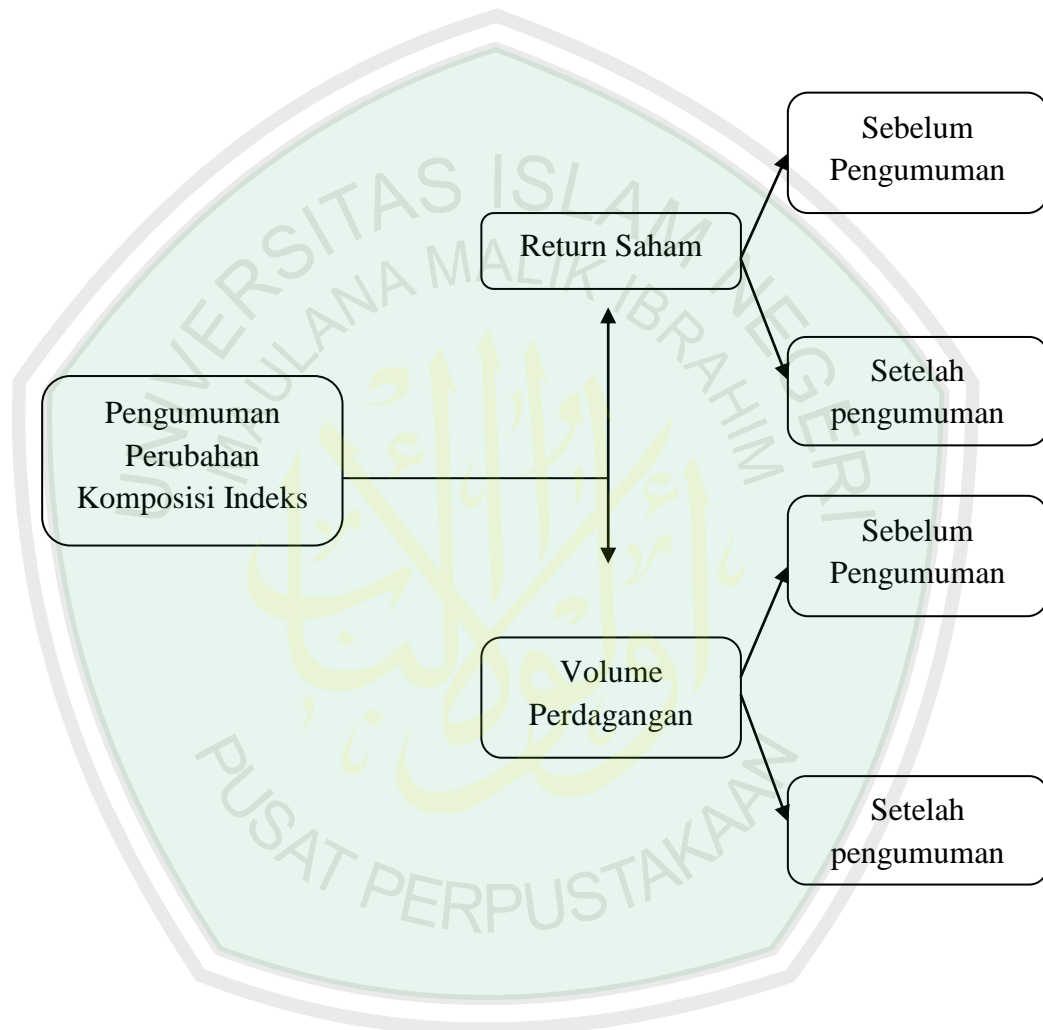 Sebelum
Pengumuman
Return Saham
Setelah
pengumuman
Pengumuman
Perubahan
Komposisi Indeks
Sebelum
Pengumuman
Volume
Perdagangan
Setelah
pengumuman
UNIVERSITAS ISLAM NEGERI
MAULANA MALIK IBRAHIM
PUSAT PERPUSTAKAAN